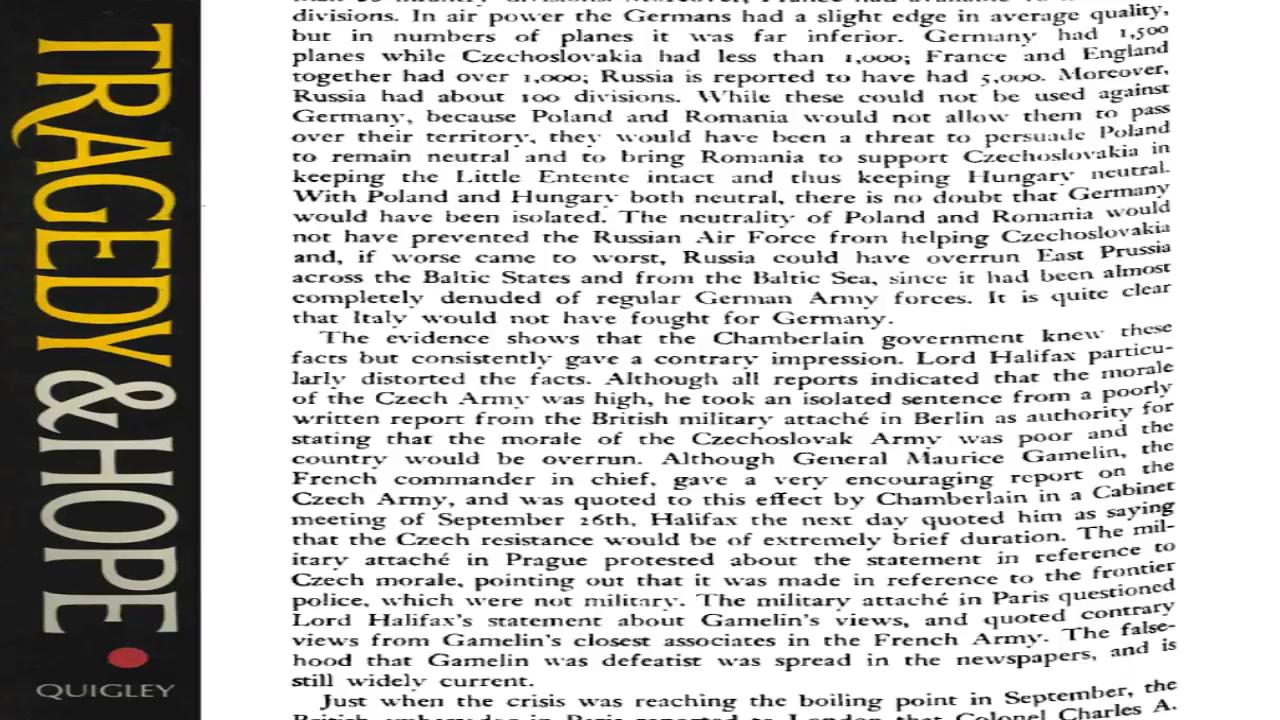 TRAGEDY & HOPE
QUIGLEY
divisions. In air power the Germans had a slight edge in average quality,
but in numbers of planes it was far inferior. Germany had 1,500
planes while Czechoslovakia had less than 1,000; France and England
together had over 1,000; Russia is reported to have had 5,000. Moreover,
Russia had about 100 divisions. While these could not be used against
Germany, because Poland and Romania would not allow them to pass
over their territory, they would have been a threat to persuade Poland
to remain neutral and to bring Romania to support Czechoslovakia in
keeping the Little Entente intact and thus keeping Hungary neutral.
With Poland and Hungary both neutral, there is no doubt that Germany
would have been isolated. The neutrality of Poland and Romania would
not have prevented the Russian Air Force from helping Czechoslovakia
and, if worse came to worst, Russia could have overrun East Prussia
across the Baltic States and from the Baltic Sea, since it had been almost
completely denuded of regular German Army forces. It is quite clear
that Italy would not have fought for Germany.
The evidence shows that the Chamberlain government knew these
facts but consistently gave a contrary impression. Lord Halifax particu-
larly distorted the facts. Although all reports indicated that the morale
of the Czech Army was high, he took an isolated sentence from a poorly
written report from the British military attaché in Berlin as authority for
stating that the morale of the Czechoslovak Army was poor and the
country would be overrun. Although General Maurice Gamelin, the
French commander in chief, gave a very encouraging report on the
Czech Army, and was quoted to this effect by Chamberlain in a Cabinet
meeting of September 26th, Halifax the next day quoted him as saying
that the Czech resistance would be of extremely brief duration. The mil-
itary attaché in Prague protested about the statement in reference to
Czech morale, pointing out that it was made in reference to the frontier
police, which were not military. The military attaché in Paris questioned
Lord Halifax's statement about Gamelin's views, and quoted contrary
views from Gamelin's closest associates in the French Army. The false-
hood that Gamelin was defeatist was spread in the newspapers, and is
still widely current.
Just when the crisis was reaching the boiling point in September, the
British ambassador in Paris reported to London that Colonel Charles A.